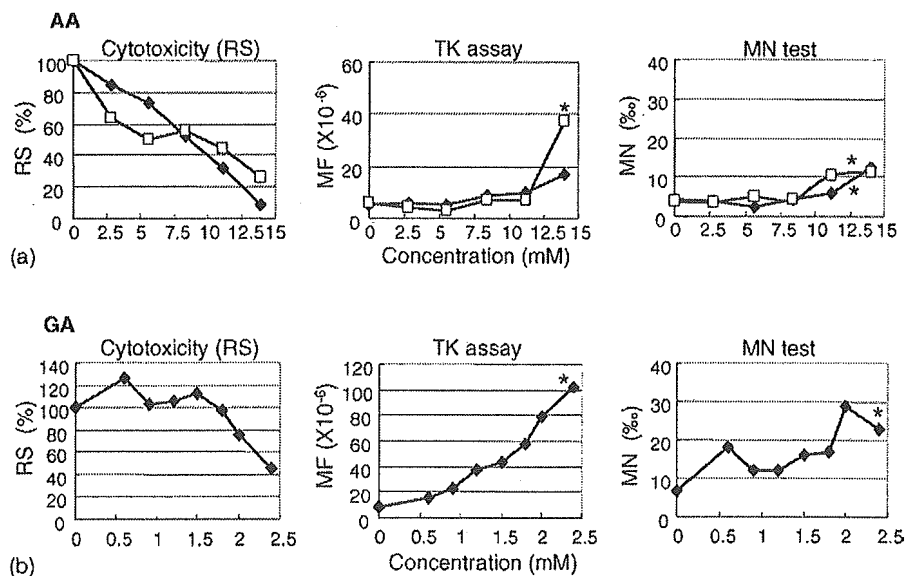 AA
Cytotoxicity (RS)
TK assay
MN test
100
80
60
40
20
0
RS (%)
0 2.5 5 7.5 10 12.5 15
60
40
20
0
MF (X10-6)
*
0 2.5 5 7.5 10 12.5 15
40
30
20
10
0
MN (‰)
*
*
0 2.5 5 7.5 10 12.5 15
(a)
Concentration (mM)
GA
Cytotoxicity (RS)
TK assay
MN test
140
120
100
80
60
40
20
0
RS (%)
0 0.5 1 1.5 2 2.5
120
100
80
60
40
20
0
MF (X10-6)
*
0 0.5 1 1.5 2 2.5
40
30
20
10
0
MN (‰)
*
0 0.5 1 1.5 2 2.5
(b)
Concentration (mM)